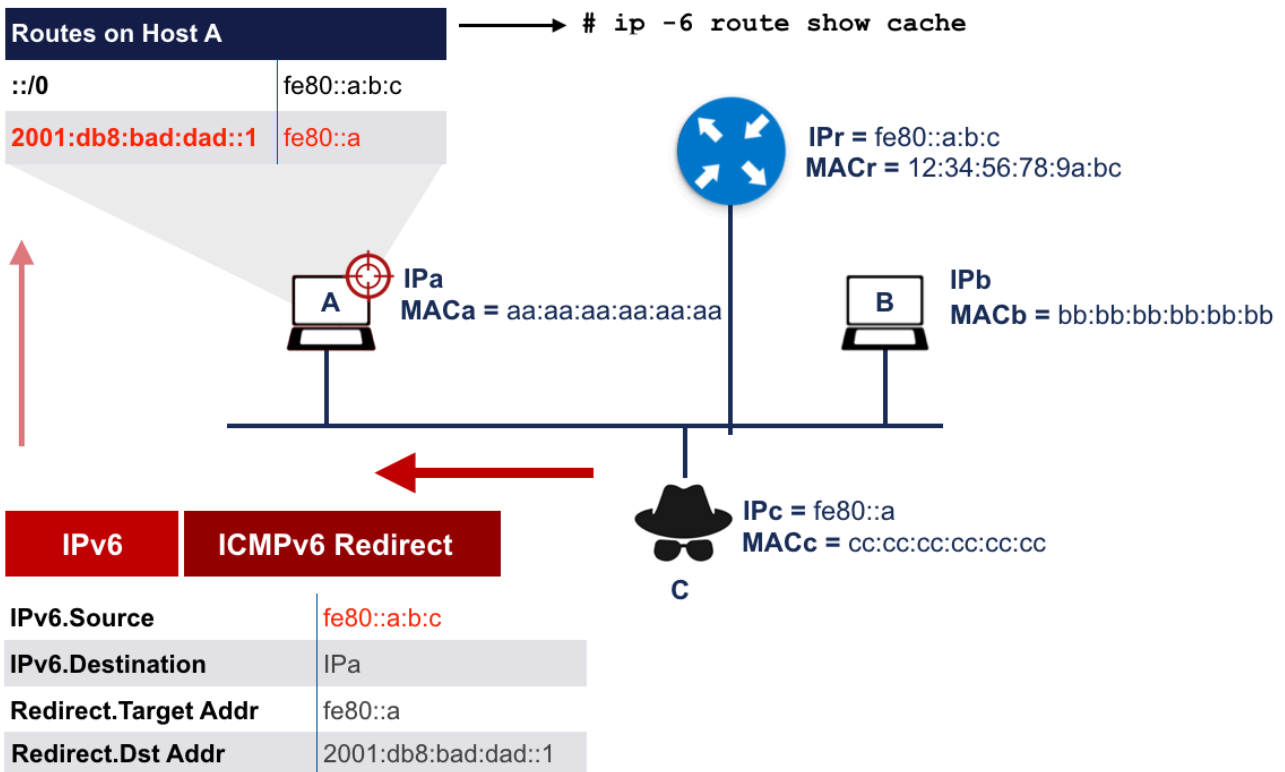 Routes on Host A
# ip -6 route show cache
::/0 fe80::a:b:c
2001:db8:bad:dad::1 fe80::a
IPr = fe80::a:b:c
MACr = 12:34:56:78:9a:bc
A
IPa
MACa = aa:aa:aa:aa:aa:aa
B
IPb
MACb = bb:bb:bb:bb:bb:bb
IPc = fe80::a
MACc = cc:cc:cc:cc:cc:cc
C
IPv6 ICMPv6 Redirect
IPv6.Source fe80::a:b:c
IPv6.Destination IPa
Redirect.Target Addr fe80::a
Redirect.Dst Addr 2001:db8:bad:dad::1